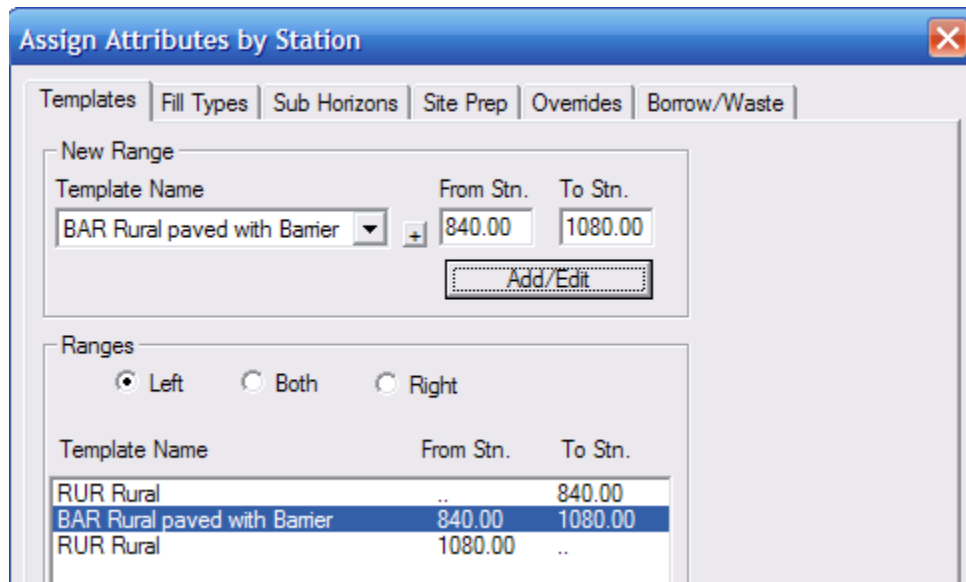 Assign Attributes by Station
Templates Fill Types Sub Horizons Site Prep Overrides Borrow/Waste
New Range
Template Name From Stn. To Stn.
BAR Rural paved with Barrier + 840.00 1080.00
Add/Edit
Ranges
Left Both Right
Template Name From Stn. To Stn.
RUR Rural .. 840.00
BAR Rural paved with Barrier 840.00 1080.00
RUR Rural 1080.00 ..